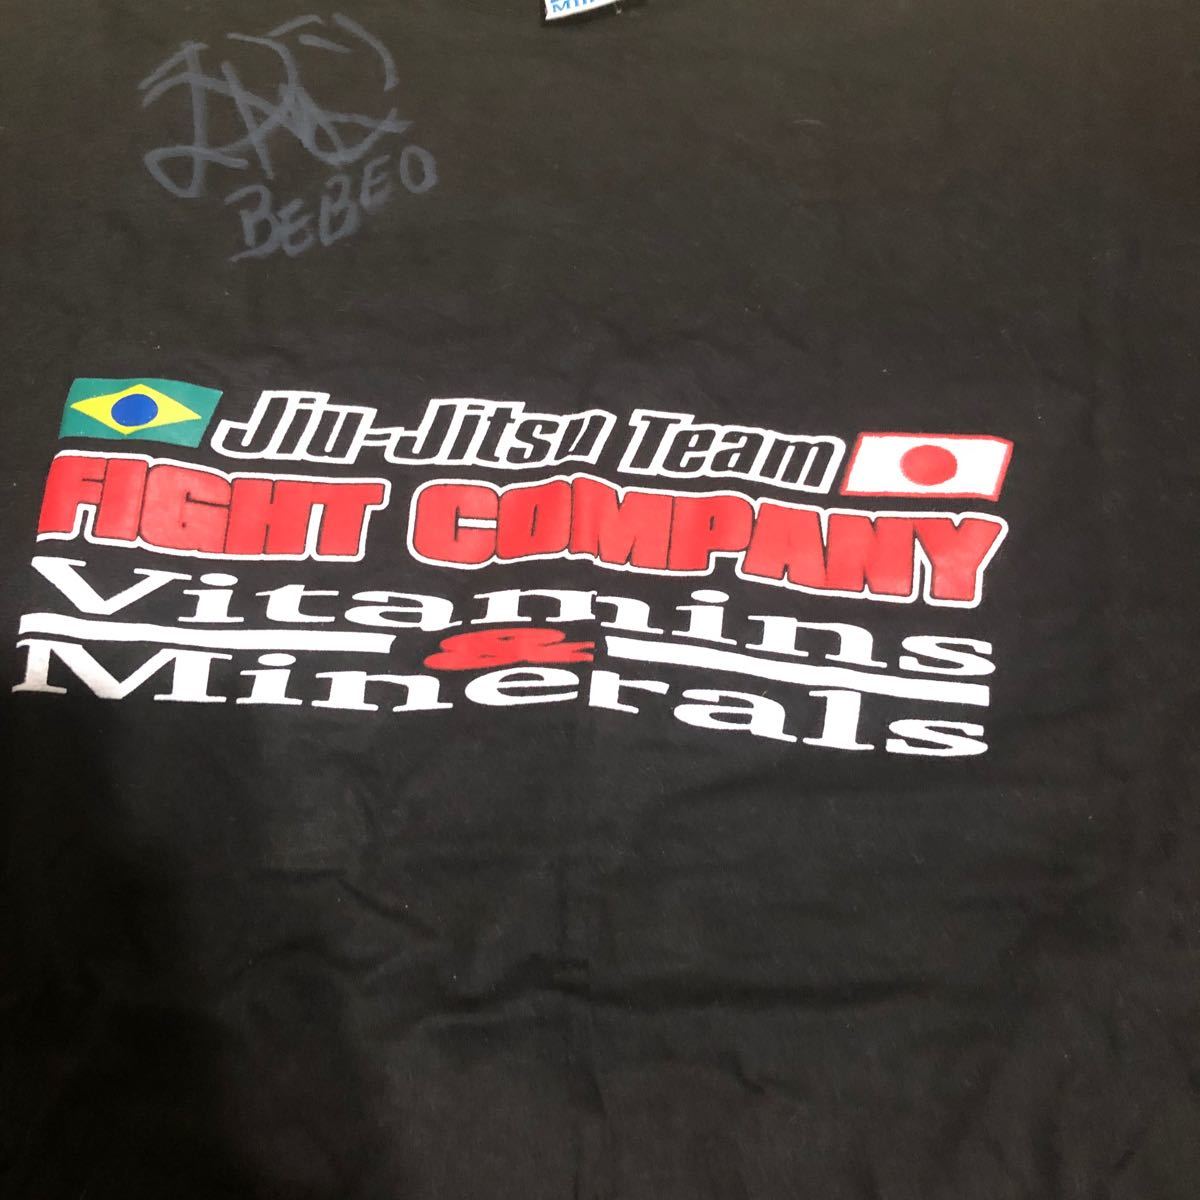 BEBEO
Jiu-Jitsu Team
FIGHT COMPANY
Vitamins
&
Minerals